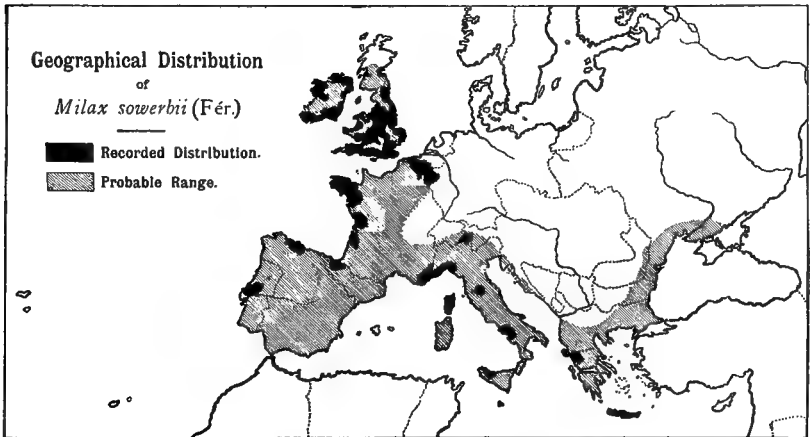 Geographical Distribution
of
Milax sowerbii (Fér.)
Recorded Distribution.
Probable Range.